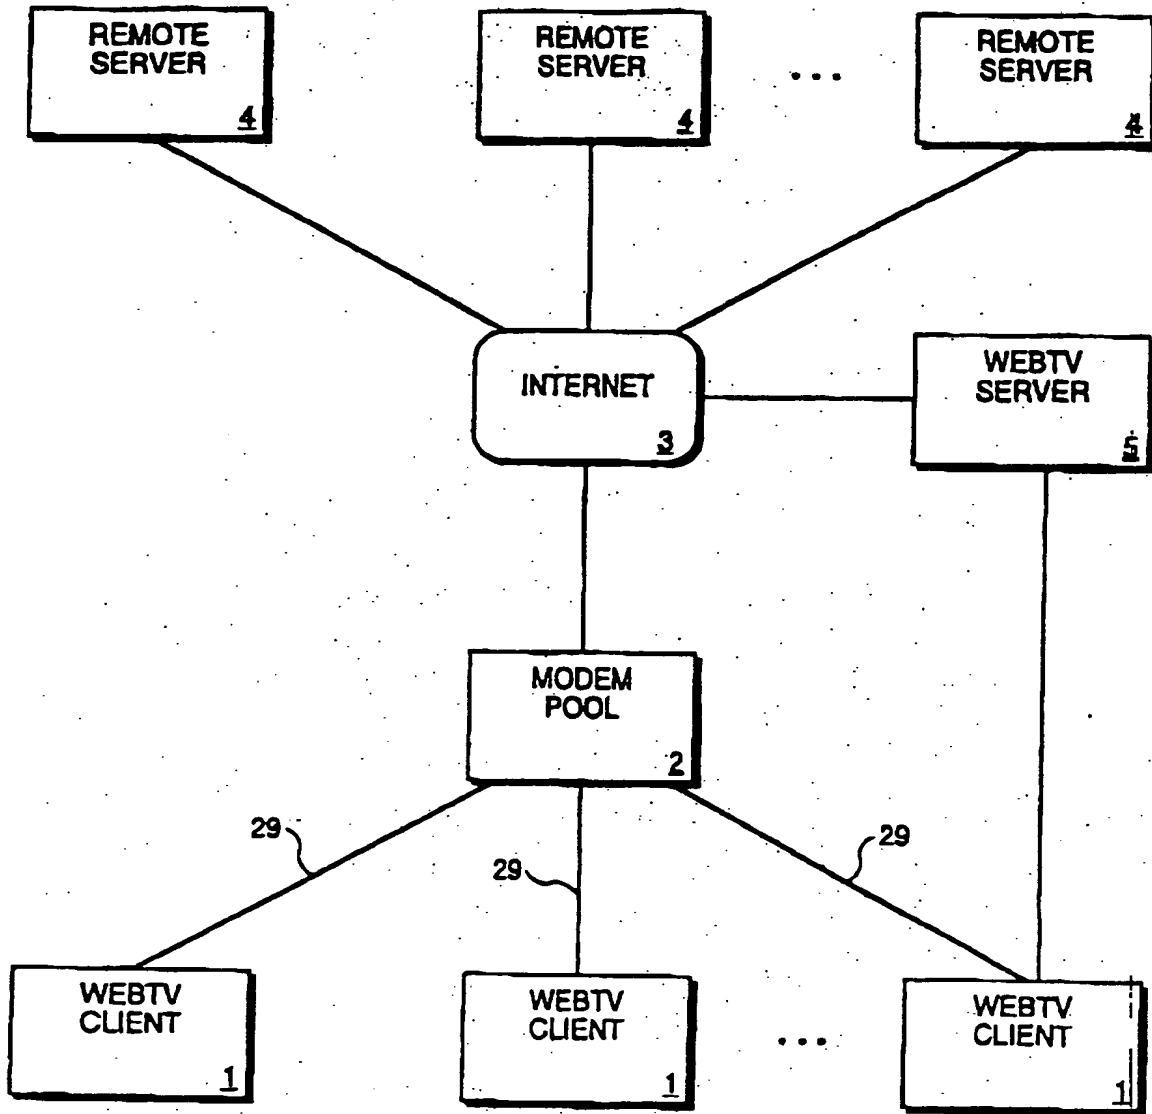 REMOTE
SERVER
4
REMOTE
SERVER
4
...
REMOTE
SERVER
4
INTERNET
3
WEBTV
SERVER
5
MODEM
POOL
2
29
29
29
WEBTV
CLIENT
1
WEBTV
CLIENT
1
...
WEBTV
CLIENT
1